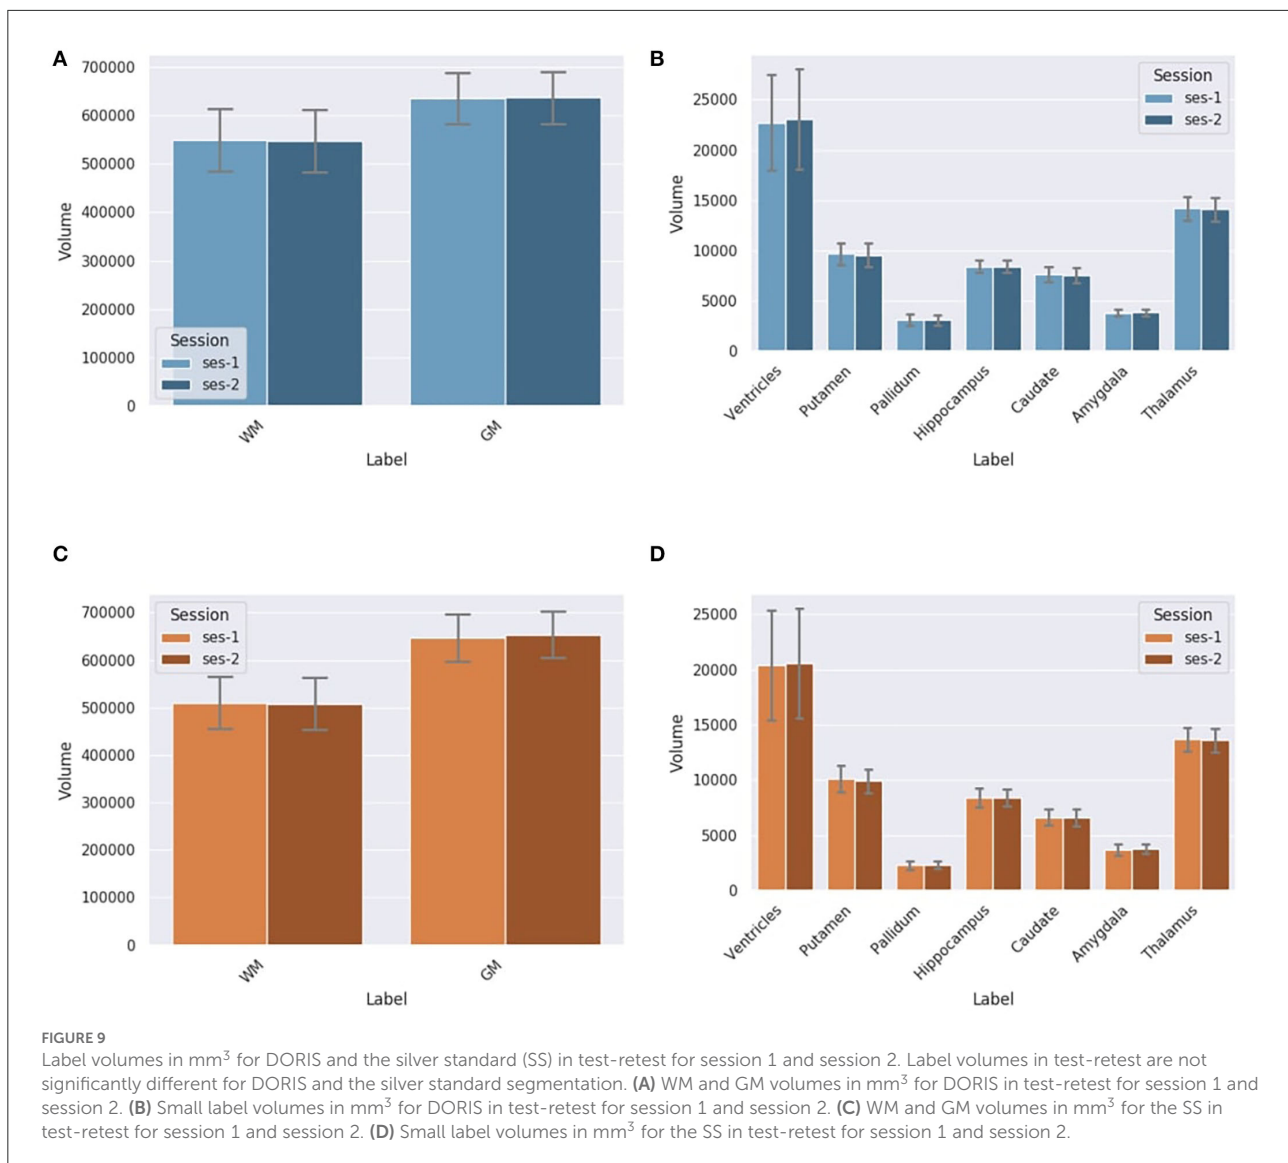 A
700000
600000
500000
400000
300000
200000
100000
0
Volume
Session
ses-1
ses-2
WM
GM
Label
B
25000
20000
15000
10000
5000
0
Volume
Session
ses-1
ses-2
Ventricles
Putamen
Pallidum
Hippocampus
Caudate
Amygdala
Thalamus
Label
C
700000
600000
500000
400000
300000
200000
100000
0
Volume
Session
ses-1
ses-2
WM
GM
Label
D
25000
20000
15000
10000
5000
0
Volume
Session
ses-1
ses-2
Ventricles
Putamen
Pallidum
Hippocampus
Caudate
Amygdala
Thalamus
Label
FIGURE 9
Label volumes in mm³ for DORIS and the silver standard (SS) in test-retest for session 1 and session 2. Label volumes in test-retest are not
significantly different for DORIS and the silver standard segmentation. (A) WM and GM volumes in mm³ for DORIS in test-retest for session 1 and
session 2. (B) Small label volumes in mm³ for DORIS in test-retest for session 1 and session 2. (C) WM and GM volumes in mm³ for the SS in
test-retest for session 1 and session 2. (D) Small label volumes in mm³ for the SS in test-retest for session 1 and session 2.